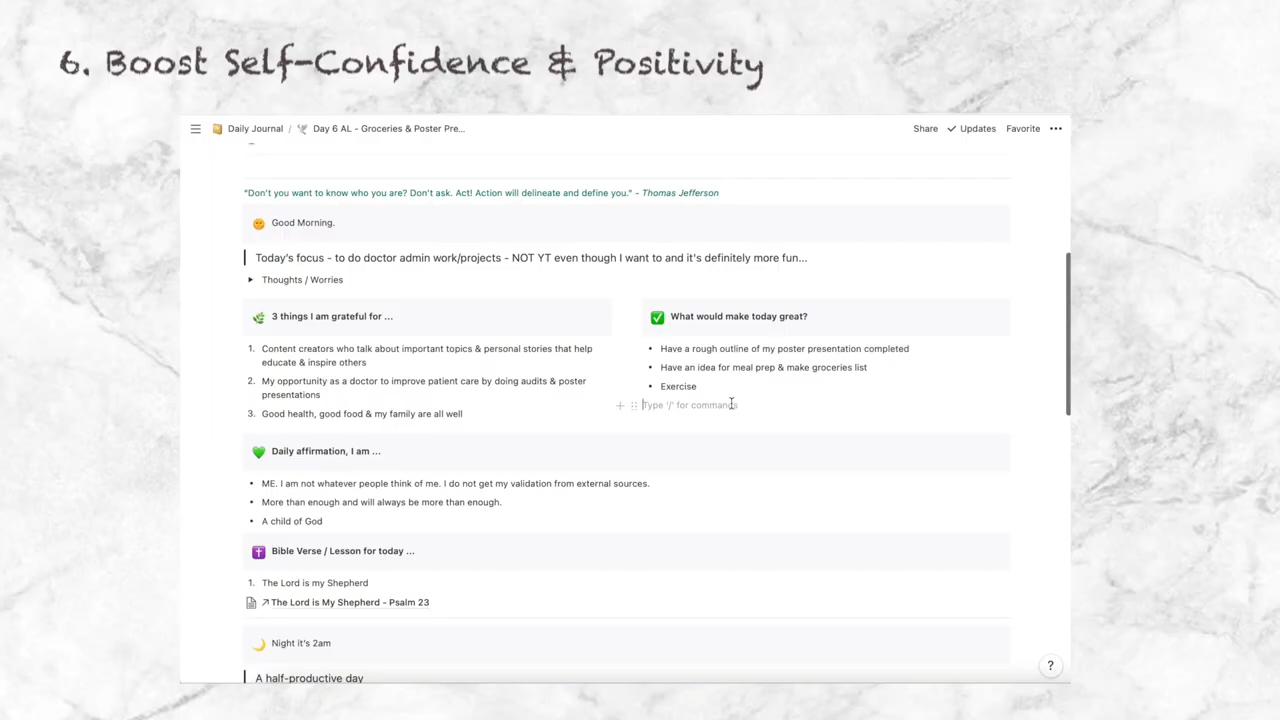 6. Boost Self-Confidence & Positivity
Daily Journal / Day 6 AL - Groceries & Poster Pre...
Share Updates Favorite
"Don't you want to know who you are? Don't ask. Act! Action will delineate and define you." - Thomas Jefferson
Good Morning.
Today's focus - to do doctor admin work/projects - NOT YT even though I want to and it's definitely more fun...
Thoughts / Worries
3 things I am grateful for ...
1. Content creators who talk about important topics & personal stories that help
educate & inspire others
2. My opportunity as a doctor to improve patient care by doing audits & poster
presentations
3. Good health, good food & my family are all well
What would make today great?
• Have a rough outline of my poster presentation completed
• Have an idea for meal prep & make groceries list
• Exercise
Type '/' for commands
Daily affirmation, I am ...
• ME. I am not whatever people think of me. I do not get my validation from external sources.
• More than enough and will always be more than enough.
• A child of God
Bible Verse / Lesson for today ...
1. The Lord is my Shepherd
The Lord is My Shepherd - Psalm 23
Night it's 2am
A half-productive day
?